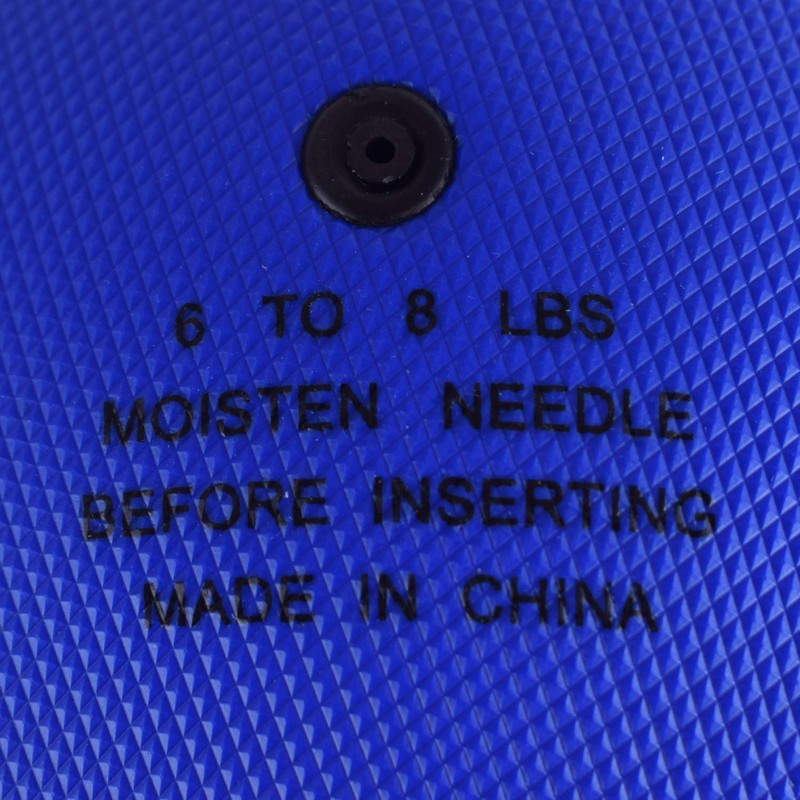 6 TO 8 LBS
MOISTEN NEEDLE
BEFORE INSERTING
MADE IN CHINA